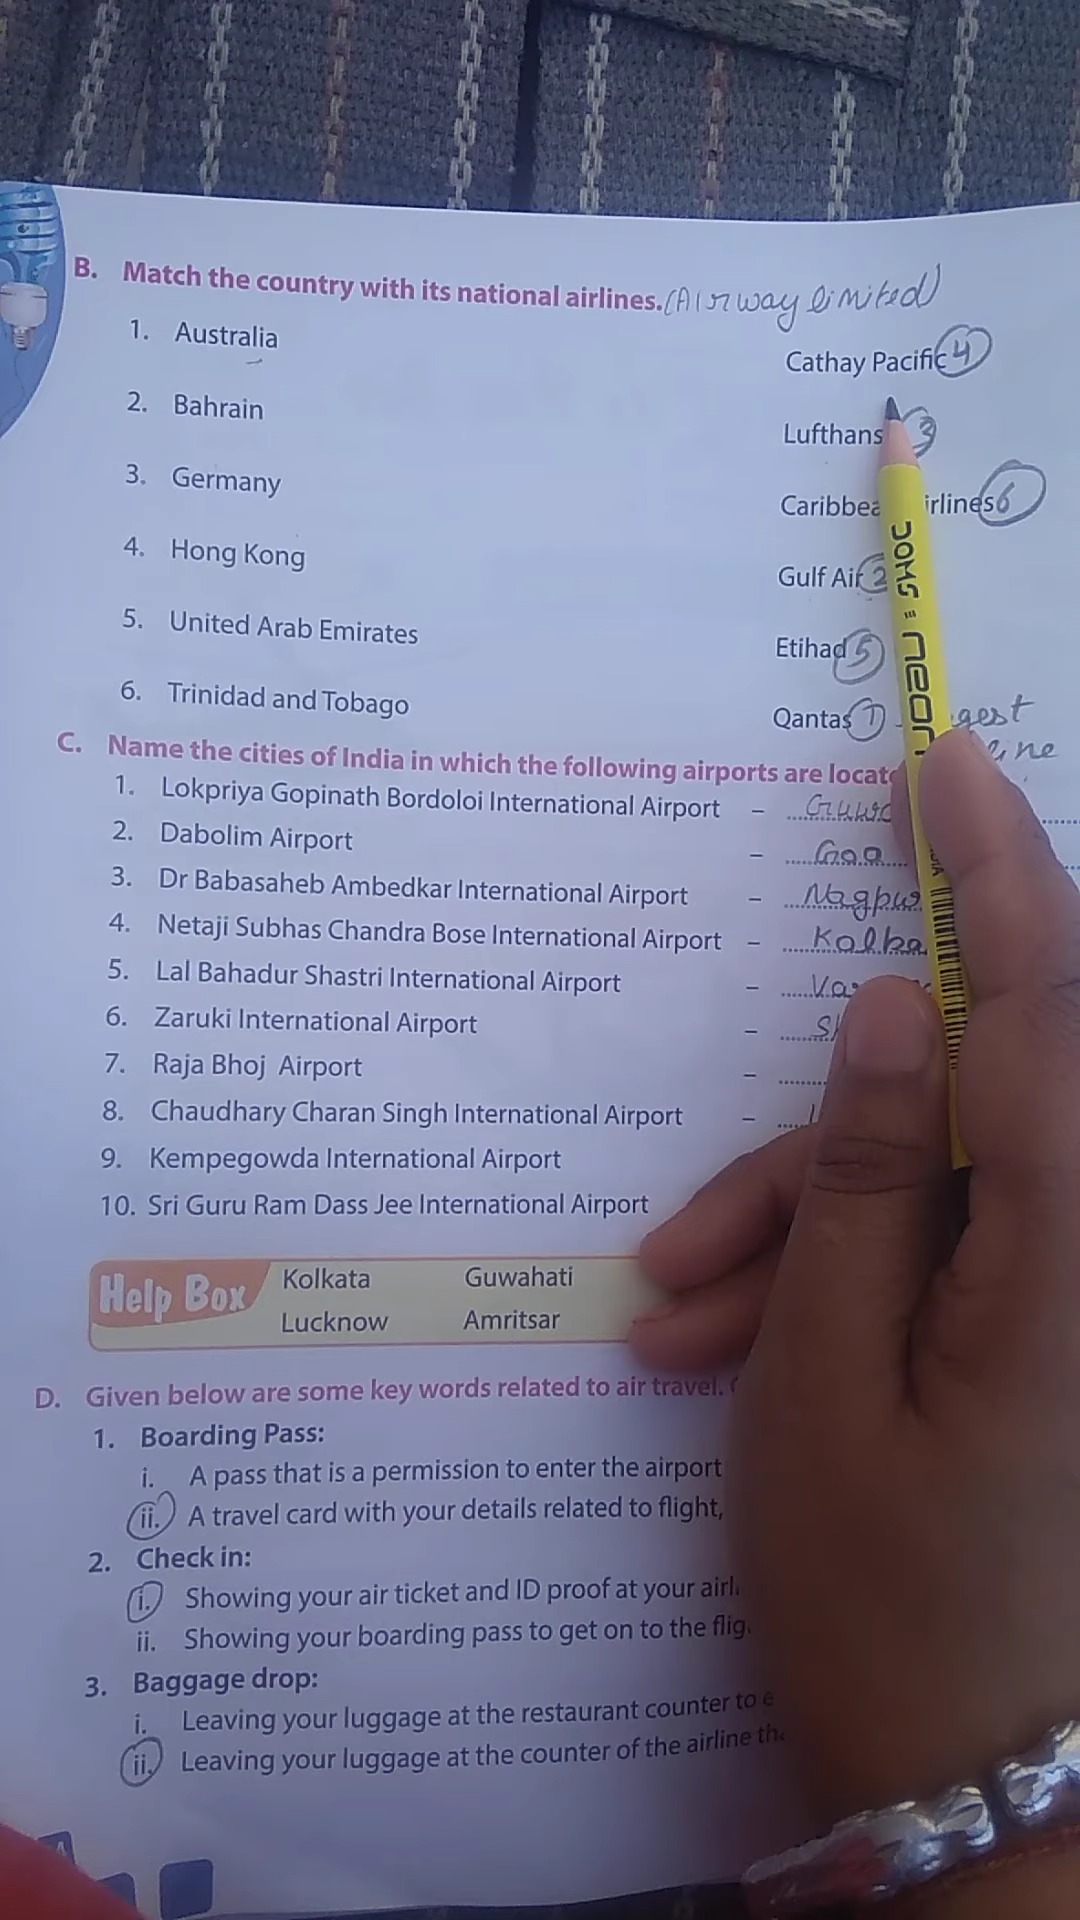 B. Match the country with its national airlines. (Airway limited)
1. Australia
Cathay Pacific 4
2. Bahrain
Lufthans 3
3. Germany
Caribbea irlines 6
4. Hong Kong
Gulf Air 2
5. United Arab Emirates
Etihad 5
6. Trinidad and Tobago
Qantas 1 gest
ine
C. Name the cities of India in which the following airports are locat
1. Lokpriya Gopinath Bordoloi International Airport – Guwa
2. Dabolim Airport – Goa
3. Dr Babasaheb Ambedkar International Airport – Nagpur
4. Netaji Subhas Chandra Bose International Airport – Kolka
5. Lal Bahadur Shastri International Airport – Va
6. Zaruki International Airport – S
7. Raja Bhoj Airport –
8. Chaudhary Charan Singh International Airport –
9. Kempegowda International Airport
10. Sri Guru Ram Dass Jee International Airport
Help Box
Kolkata Guwahati
Lucknow Amritsar
D. Given below are some key words related to air travel.
1. Boarding Pass:
i. A pass that is a permission to enter the airport
ii. A travel card with your details related to flight,
2. Check in:
i. Showing your air ticket and ID proof at your airl
ii. Showing your boarding pass to get on to the flig
3. Baggage drop:
i. Leaving your luggage at the restaurant counter to e
ii. Leaving your luggage at the counter of the airline th
DOMS neon